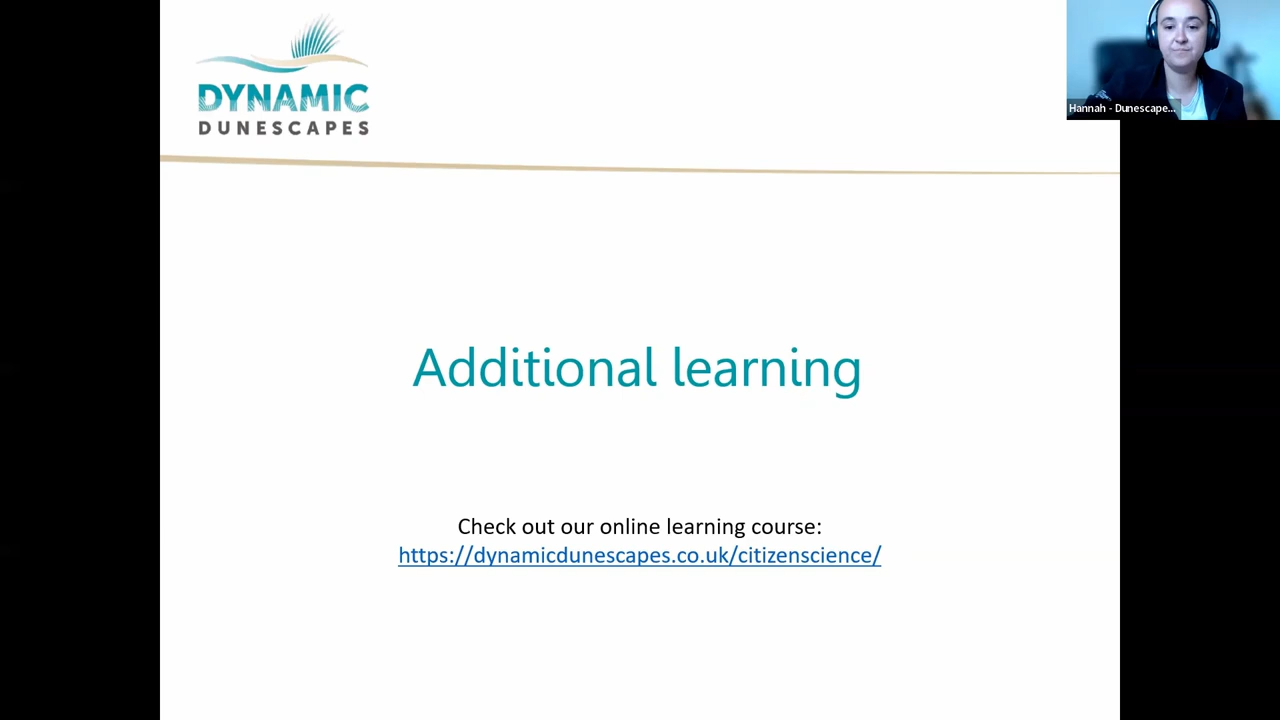 DYNAMIC
DUNESCAPES
Hannah - Dunescape...
Additional learning
Check out our online learning course:
https://dynamicdunescapes.co.uk/citizenscience/